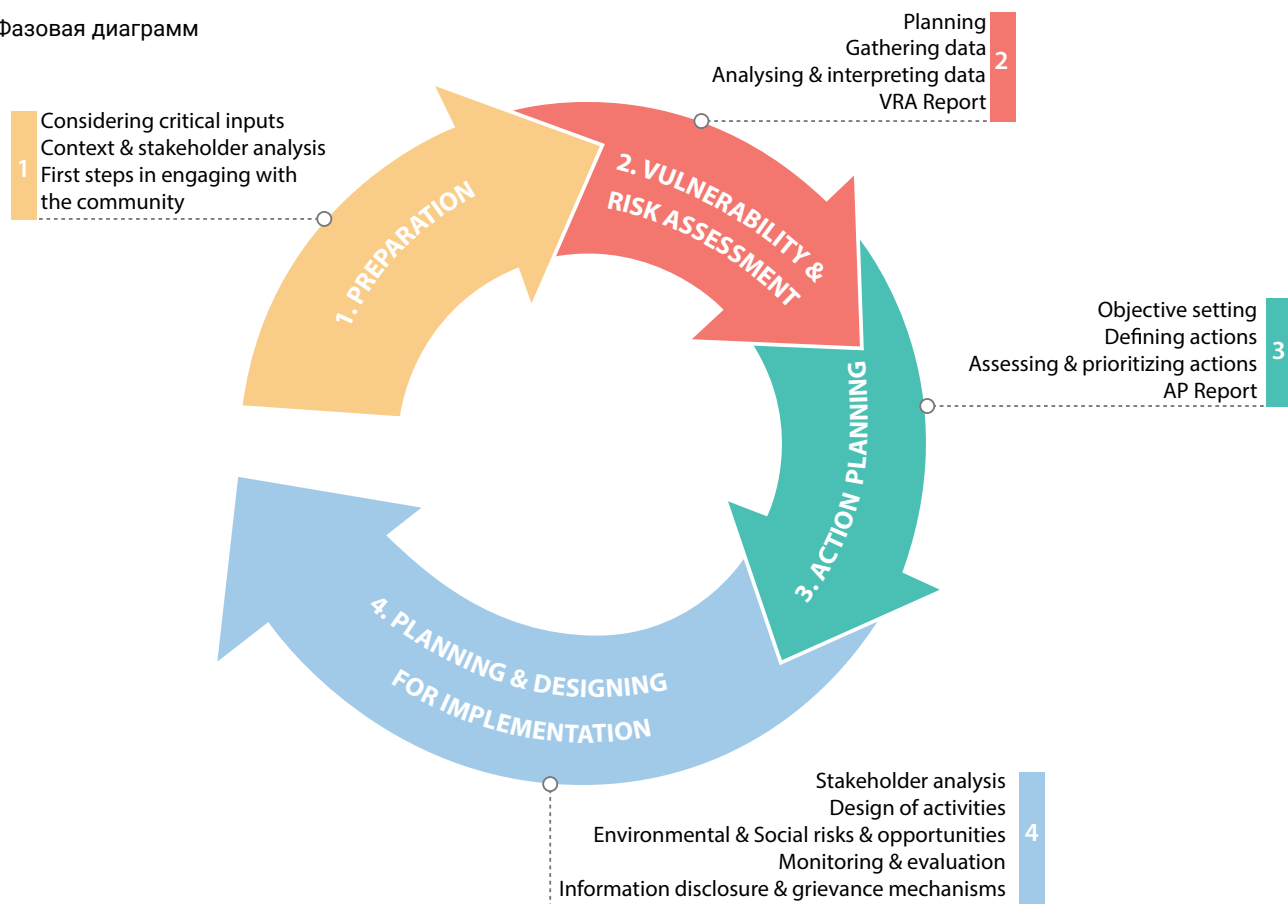 Фазовая диаграмм
1
Considering critical inputs
Context & stakeholder analysis
First steps in engaging with
the community
Planning
Gathering data
Analysing & interpreting data
VRA Report
2
1. PREPARATION
2. VULNERABILITY &
RISK ASSESSMENT
Objective setting
Defining actions
Assessing & prioritizing actions
AP Report
3
3. ACTION PLANNING
4. PLANNING & DESIGNING
FOR IMPLEMENTATION
Stakeholder analysis
Design of activities
Environmental & Social risks & opportunities
Monitoring & evaluation
Information disclosure & grievance mechanisms
4